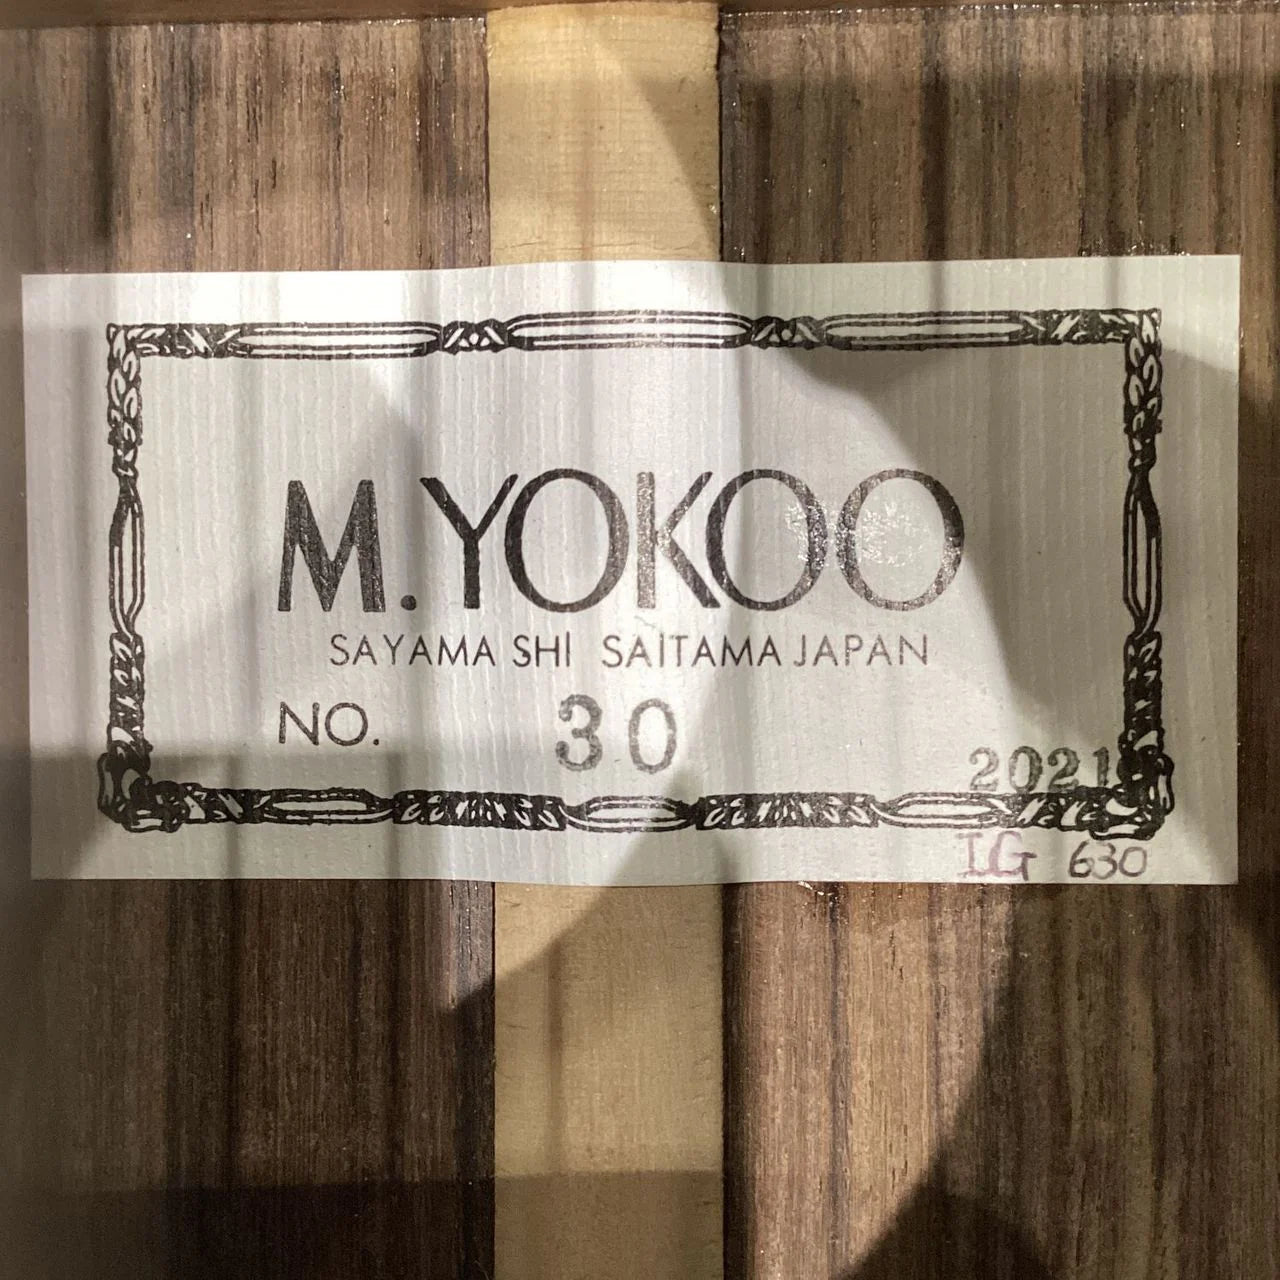 M.YOKOO
SAYAMA SHI SAITAMA JAPAN
NO. 30
2021
IG 630